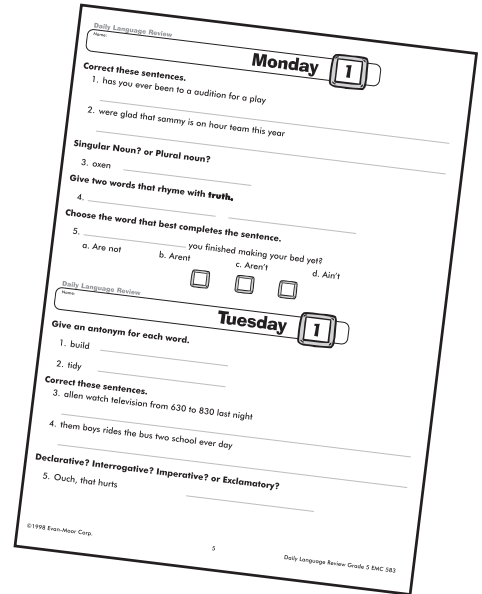 Daily Language Review
Name:
Monday 1
Correct these sentences.
1. has you ever been to a audition for a play
2. were glad that sammy is on hour team this year
Singular Noun? or Plural noun?
3. oxen
Give two words that rhyme with truth.
4.
Choose the word that best completes the sentence.
5. you finished making your bed yet?
a. Are not b. Arent c. Aren't d. Ain't
Daily Language Review
Name:
Tuesday 1
Give an antonym for each word.
1. build
2. tidy
Correct these sentences.
3. allen watch television from 630 to 830 last night
4. them boys rides the bus two school ever day
Declarative? Interrogative? Imperative? or Exclamatory?
5. Ouch, that hurts
©1998 Evan-Moor Corp.
5
Daily Language Review Grade 5 EMC 583